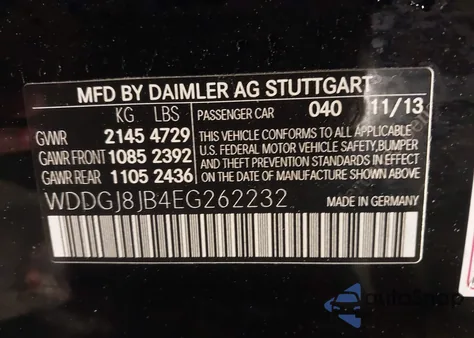 MFD BY DAIMLER AG STUTTGART
KG LBS PASSENGER CAR 040 11/13
GVWR 2145 4729 THIS VEHICLE CONFORMS TO ALL APPLICABLE
GAWR FRONT 1085 2392 U.S. FEDERAL MOTOR VEHICLE SAFETY, BUMPER
AND THEFT PREVENTION STANDARDS IN EFFECT
GAWR REAR 1105 2436 ON THE DATE OF MANUFACTURE SHOWN ABOVE.
WDDGJ8JB4EG262232 GERMANY